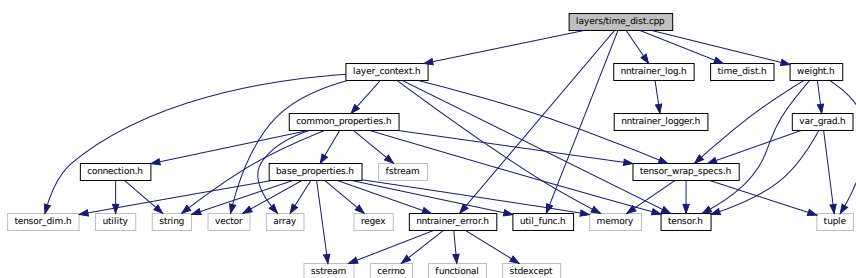 layers/time_dist.cpp
layer_context.h
nntrainer_log.h
time_dist.h
weight.h
common_properties.h
nntrainer_logger.h
var_grad.h
connection.h
base_properties.h
fstream
tensor_wrap_specs.h
tensor_dim.h
utility
string
vector
array
regex
nntrainer_error.h
util_func.h
memory
tensor.h
tuple
sstream
cerrno
functional
stdexcept